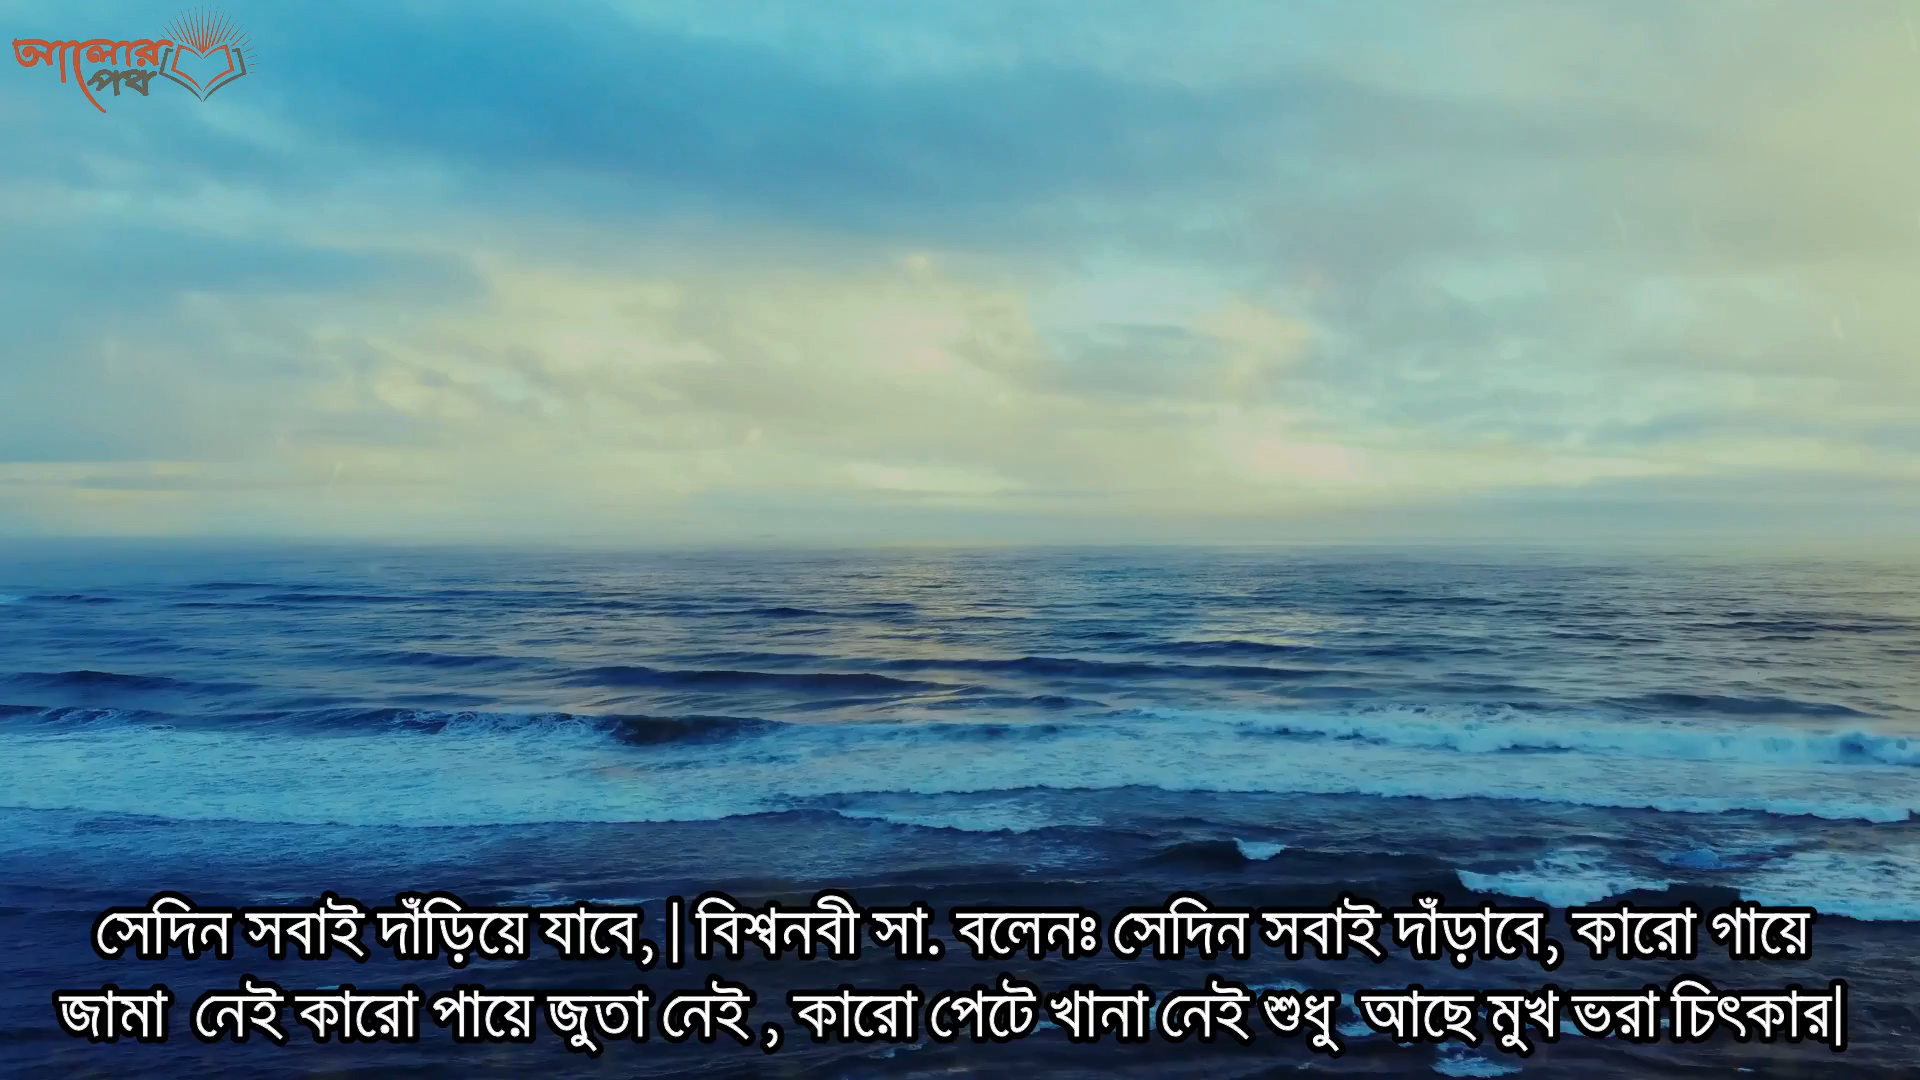 আলোর
পথ
সেদিন সবাই দাঁড়িয়ে যাবে, | বিশ্বনবী সা. বলেনঃ সেদিন সবাই দাঁড়াবে, কারো গায়ে
জামা নেই কারো পায়ে জুতা নেই , কারো পেটে খানা নেই শুধু আছে মুখ ভরা চিৎকার|